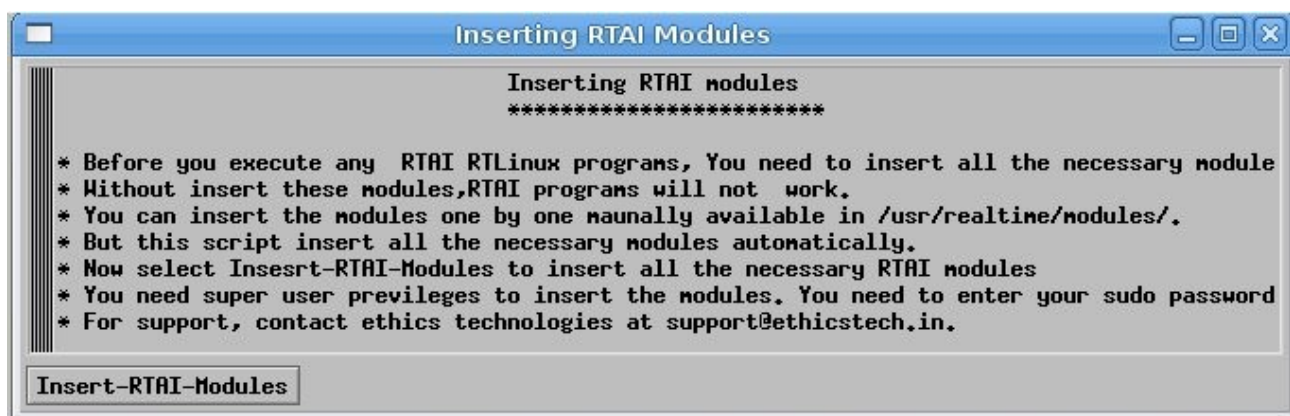 Inserting RTAI Modules
Inserting RTAI modules
************************
* Before you execute any  RTAI RTLinux programs, You need to insert all the necessary module
* Without insert these modules,RTAI programs will not  work.
* You can insert the modules one by one maunally available in /usr/realtime/modules/.
* But this script insert all the necessary modules automatically.
* Now select Insesrt-RTAI-Modules to insert all the necessary RTAI modules
* You need super user previleges to insert the modules. You need to enter your sudo password
* For support, contact ethics technologies at support@ethicstech.in.
Insert-RTAI-Modules